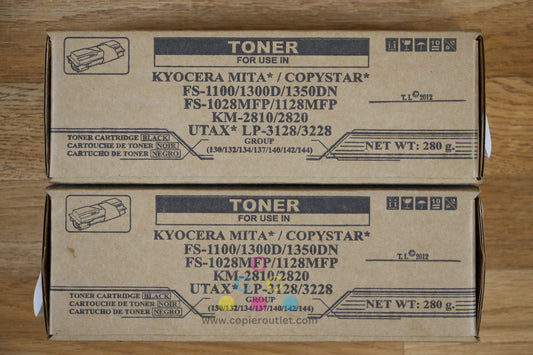 TONER
FOR USE IN
KYOCERA MITA* / COPYSTAR*
FS-1100/1300D/1350DN
FS-1028MFP/1128MFP
KM-2810/2820
UTAX* LP-3128/3228
GROUP
(130/132/134/137/140/142/144)
T.I.©2012
TONER CARTRIDGE BLACK
CARTOUCHE DE TONER NOIR
CARTUCHO DE TONER NEGRO
NET WT: 280 g.
TONER
FOR USE IN
KYOCERA MITA* / COPYSTAR*
FS-1100/1300D/1350DN
FS-1028MFP/1128MFP
KM-2810/2820
UTAX* LP-3128/3228
GROUP
(130/132/134/137/140/142/144)
T.I.©2012
TONER CARTRIDGE BLACK
CARTOUCHE DE TONER NOIR
CARTUCHO DE TONER NEGRO
NET WT: 280 g.
www.copieroutlet.com